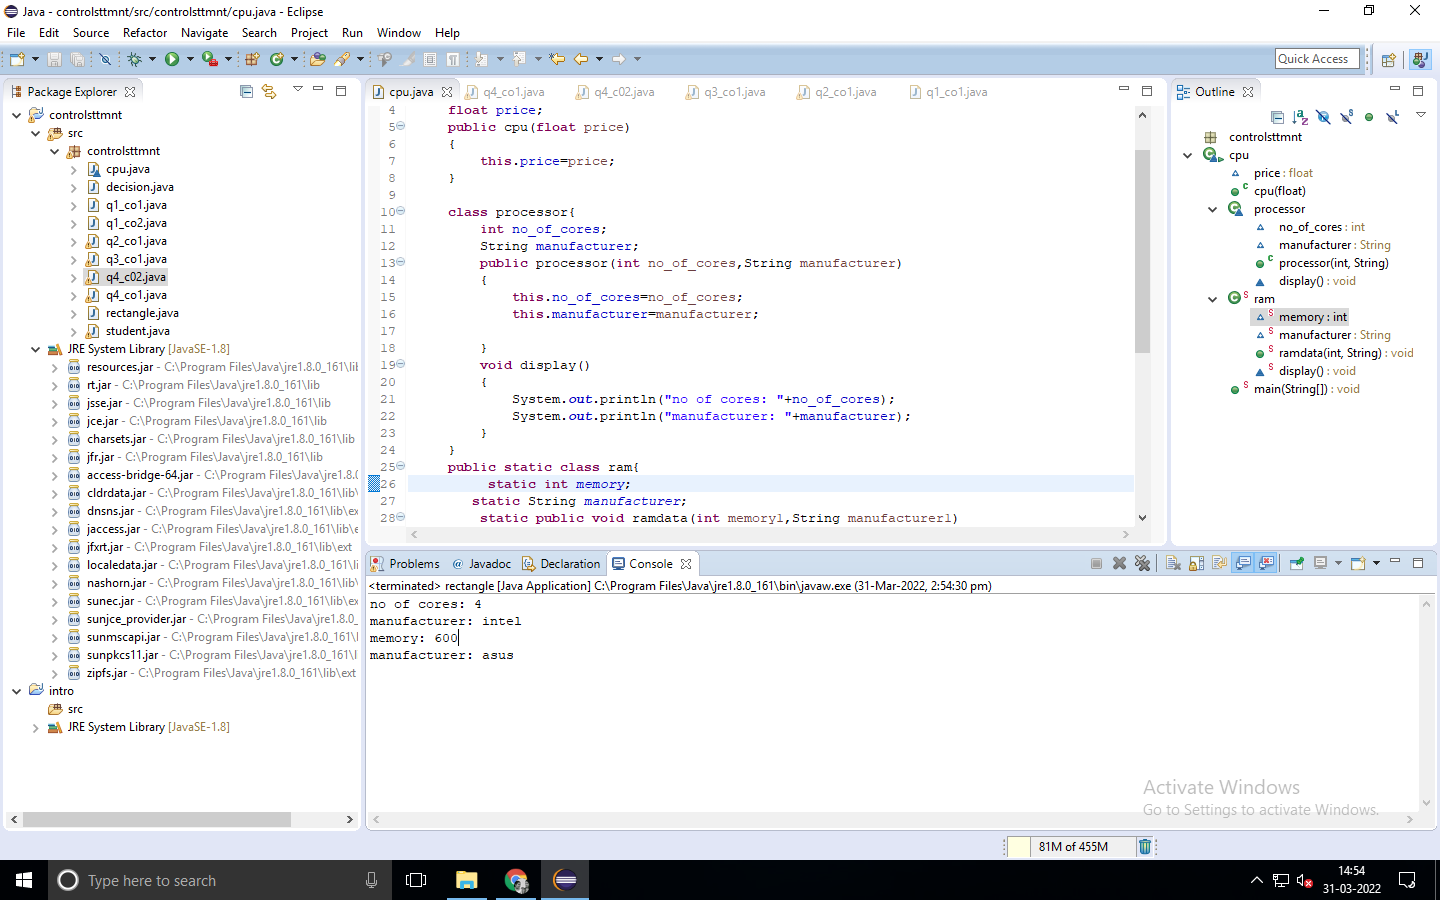 Java - controlsttmnt/src/controlsttmnt/cpu.java - Eclipse
File Edit Source Refactor Navigate Search Project Run Window Help
Quick Access
Package Explorer
controlsttmnt
src
controlsttmnt
cpu.java
decision.java
q1_co1.java
q1_co2.java
q2_co1.java
q3_co1.java
q4_c02.java
q4_co1.java
rectangle.java
student.java
JRE System Library [JavaSE-1.8]
resources.jar - C:\Program Files\Java\jre1.8.0_161\lib
rt.jar - C:\Program Files\Java\jre1.8.0_161\lib
jsse.jar - C:\Program Files\Java\jre1.8.0_161\lib
jce.jar - C:\Program Files\Java\jre1.8.0_161\lib
charsets.jar - C:\Program Files\Java\jre1.8.0_161\lib
jfr.jar - C:\Program Files\Java\jre1.8.0_161\lib
access-bridge-64.jar - C:\Program Files\Java\jre1.8.(
cldrdata.jar - C:\Program Files\Java\jre1.8.0_161\lib\
dnsns.jar - C:\Program Files\Java\jre1.8.0_161\lib\ex
jaccess.jar - C:\Program Files\Java\jre1.8.0_161\lib\e
jfxrt.jar - C:\Program Files\Java\jre1.8.0_161\lib\ext
localedata.jar - C:\Program Files\Java\jre1.8.0_161\li
nashorn.jar - C:\Program Files\Java\jre1.8.0_161\lib\
sunec.jar - C:\Program Files\Java\jre1.8.0_161\lib\ex
sunjce_provider.jar - C:\Program Files\Java\jre1.8.0_
sunmscapi.jar - C:\Program Files\Java\jre1.8.0_161\l
sunpkcs11.jar - C:\Program Files\Java\jre1.8.0_161\l
zipfs.jar - C:\Program Files\Java\jre1.8.0_161\lib\ext
intro
src
JRE System Library [JavaSE-1.8]
cpu.java q4_co1.java q4_c02.java q3_co1.java q2_co1.java q1_co1.java
4 float price;
5 public cpu(float price)
6 {
7 this.price=price;
8 }
9
10 class processor{
11 int no_of_cores;
12 String manufacturer;
13 public processor(int no_of_cores,String manufacturer)
14 {
15 this.no_of_cores=no_of_cores;
16 this.manufacturer=manufacturer;
17
18 }
19 void display()
20 {
21 System.out.println("no of cores: "+no_of_cores);
22 System.out.println("manufacturer: "+manufacturer);
23 }
24 }
25 public static class ram{
26 static int memory;
27 static String manufacturer;
28 static public void ramdata(int memory1,String manufacturer1)
Outline
controlsttmnt
cpu
price : float
cpu(float)
processor
no_of_cores : int
manufacturer : String
processor(int, String)
display() : void
ram
memory : int
manufacturer : String
ramdata(int, String) : void
display() : void
main(String[]) : void
Problems @ Javadoc Declaration Console
<terminated> rectangle [Java Application] C:\Program Files\Java\jre1.8.0_161\bin\javaw.exe (31-Mar-2022, 2:54:30 pm)
no of cores: 4
manufacturer: intel
memory: 600
manufacturer: asus
Activate Windows
Go to Settings to activate Windows.
81M of 455M
Type here to search
14:54
31-03-2022